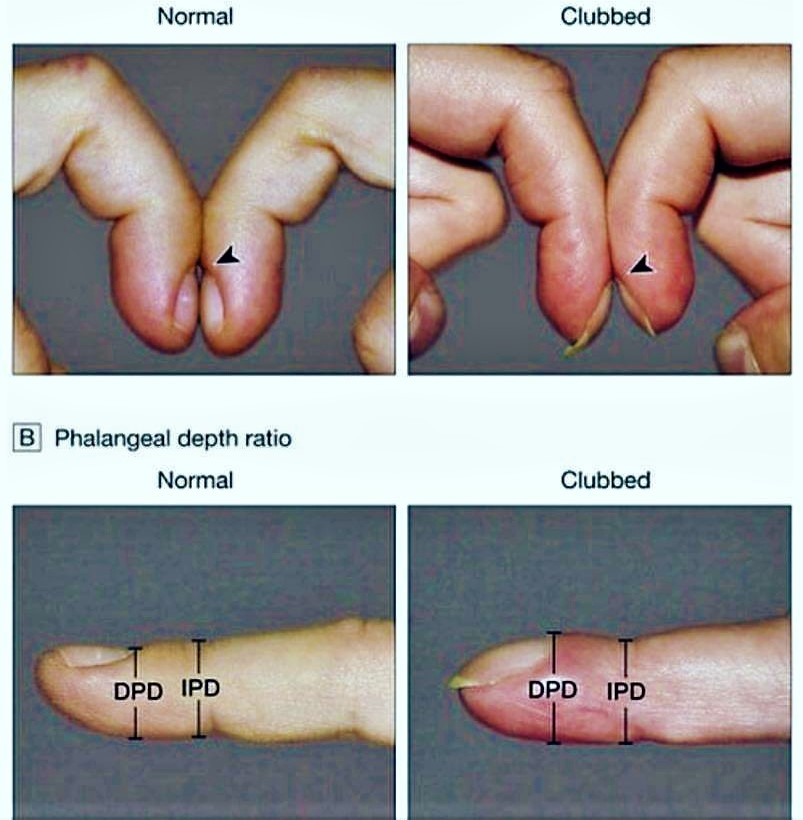 Normal Clubbed
B Phalangeal depth ratio
Normal Clubbed
DPD IPD DPD IPD